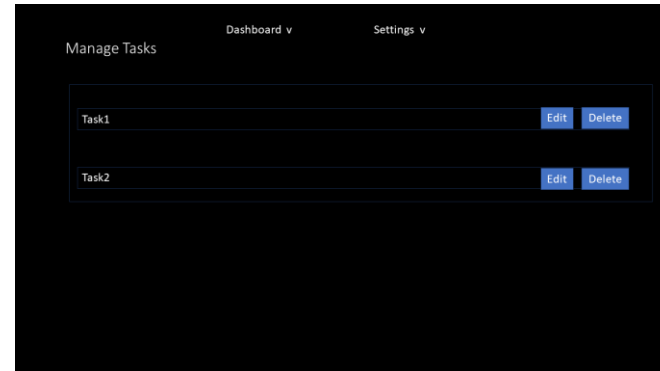 Dashboard v Settings v
Manage Tasks
Task1 Edit Delete
Task2 Edit Delete